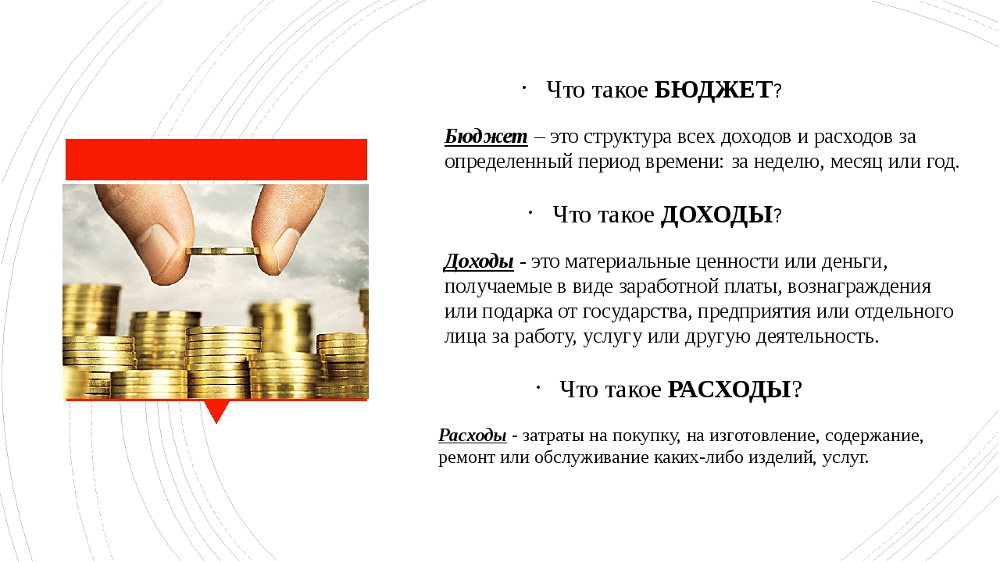 · Что такое БЮДЖЕТ?
Бюджет – это структура всех доходов и расходов за
определенный период времени: за неделю, месяц или год.
· Что такое ДОХОДЫ?
Доходы - это материальные ценности или деньги,
получаемые в виде заработной платы, вознаграждения
или подарка от государства, предприятия или отдельного
лица за работу, услугу или другую деятельность.
· Что такое РАСХОДЫ?
Расходы - затраты на покупку, на изготовление, содержание,
ремонт или обслуживание каких-либо изделий, услуг.